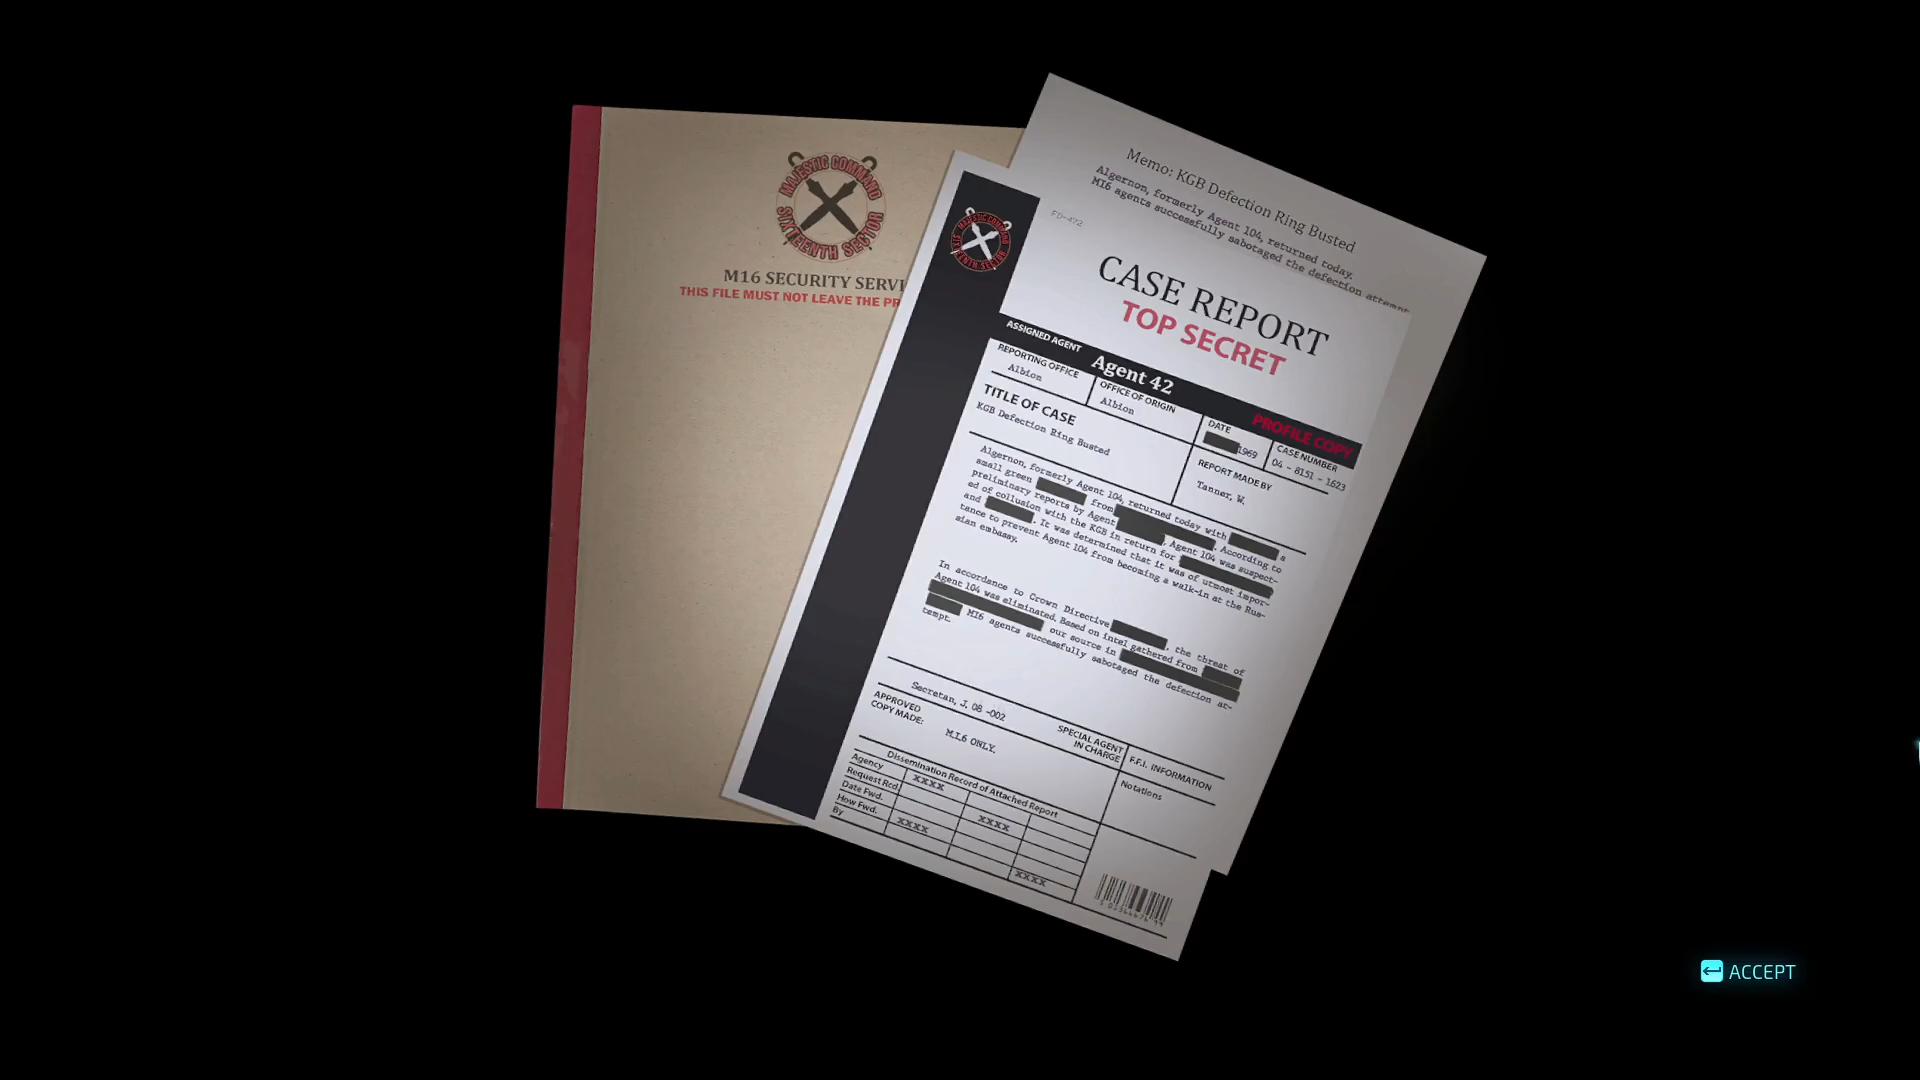 MAJESTIC COMMAND
SIXTEENTH SECTOR
M16 SECURITY SERVI
THIS FILE MUST NOT LEAVE THE PR
Memo: KGB Defection Ring Busted
Algernon, formerly Agent 104, returned today.
MI6 agents successfully sabotaged the defection attempt
FD-472
CASE REPORT
TOP SECRET
ASSIGNED AGENT
Agent 42
PROFILE COPY
REPORTING OFFICE
Albion
OFFICE OF ORIGIN
Albion
DATE
1969
CASE NUMBER
04 - 8151 - 1623
TITLE OF CASE
KGB Defection Ring Busted
REPORT MADE BY
Tanner, W.
Algernon, formerly Agent 104, returned today with a
small green from . According to
preliminary reports by Agent , Agent 104 was suspect-
ed of collusion with the KGB in return for
and . It was determined that it was of utmost impor-
tance to prevent Agent 104 from becoming a walk-in at the Rus-
sian embassy.
In accordance to Crown Directive , the threat of
Agent 104 was eliminated. Based on intel gathered from
our source in
MI6 agents successfully sabotaged the defection at-
tempt.
Secretan, J. 08 -002
SPECIAL AGENT
IN CHARGE
F.F.I. INFORMATION
APPROVED
COPY MADE:
M.I.6 ONLY.
Notations
Dissemination Record of Attached Report
Agency XXXX
Request Rcd.
Date Fwd. XXXX
How Fwd. XXXX
By XXXX
ACCEPT